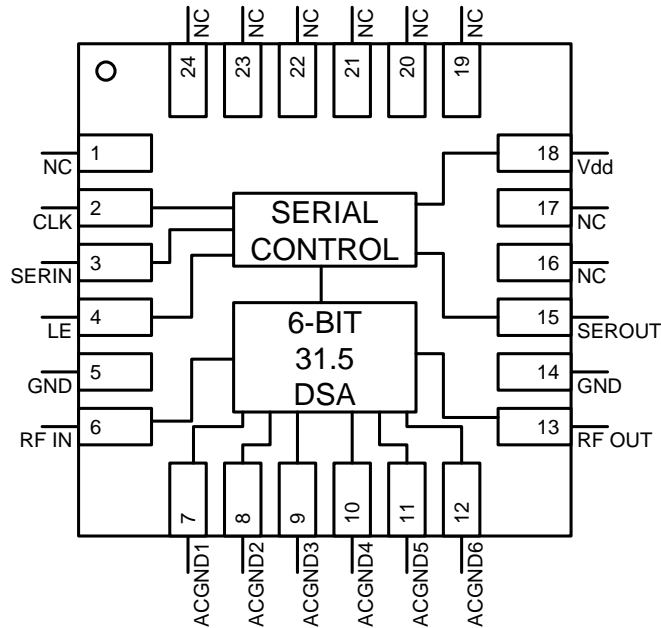 NC
NC
NC
NC
NC
NC
24
23
22
21
20
19
1
NC
2
CLK
3
SERIN
4
LE
5
GND
6
RF IN
SERIAL
CONTROL
6-BIT
31.5
DSA
18
Vdd
17
NC
16
NC
15
SEROUT
14
GND
13
RF OUT
7
8
9
10
11
12
ACGND1
ACGND2
ACGND3
ACGND4
ACGND5
ACGND6